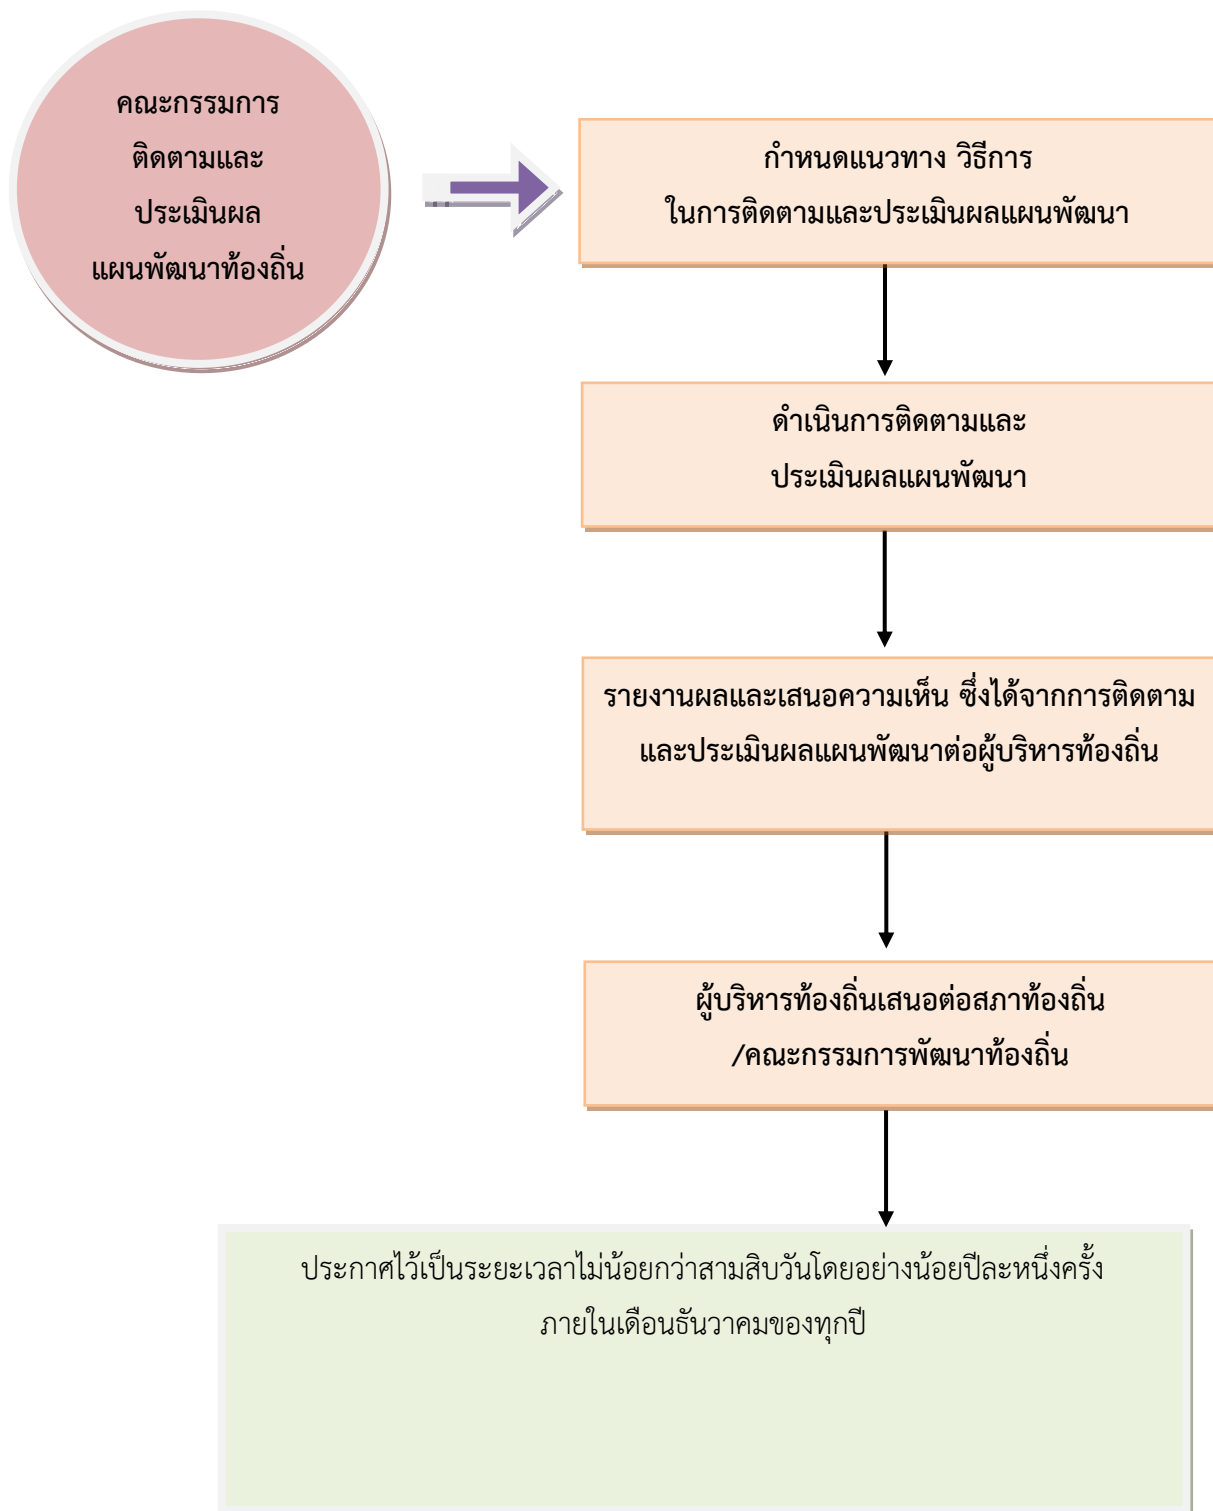 คณะกรรมการ
ติดตามและ
ประเมินผล
แผนพัฒนาท้องถิ่น
กำหนดแนวทาง วิธีการ
ในการติดตามและประเมินผลแผนพัฒนา
ดำเนินการติดตามและ
ประเมินผลแผนพัฒนา
รายงานผลและเสนอความเห็น ซึ่งได้จากการติดตาม
และประเมินผลแผนพัฒนาต่อผู้บริหารท้องถิ่น
ผู้บริหารท้องถิ่นเสนอต่อสภาท้องถิ่น
/คณะกรรมการพัฒนาท้องถิ่น
ประกาศไว้เป็นระยะเวลาไม่น้อยกว่าสามสิบวันโดยอย่างน้อยปีละหนึ่งครั้ง
ภายในเดือนธันวาคมของทุกปี